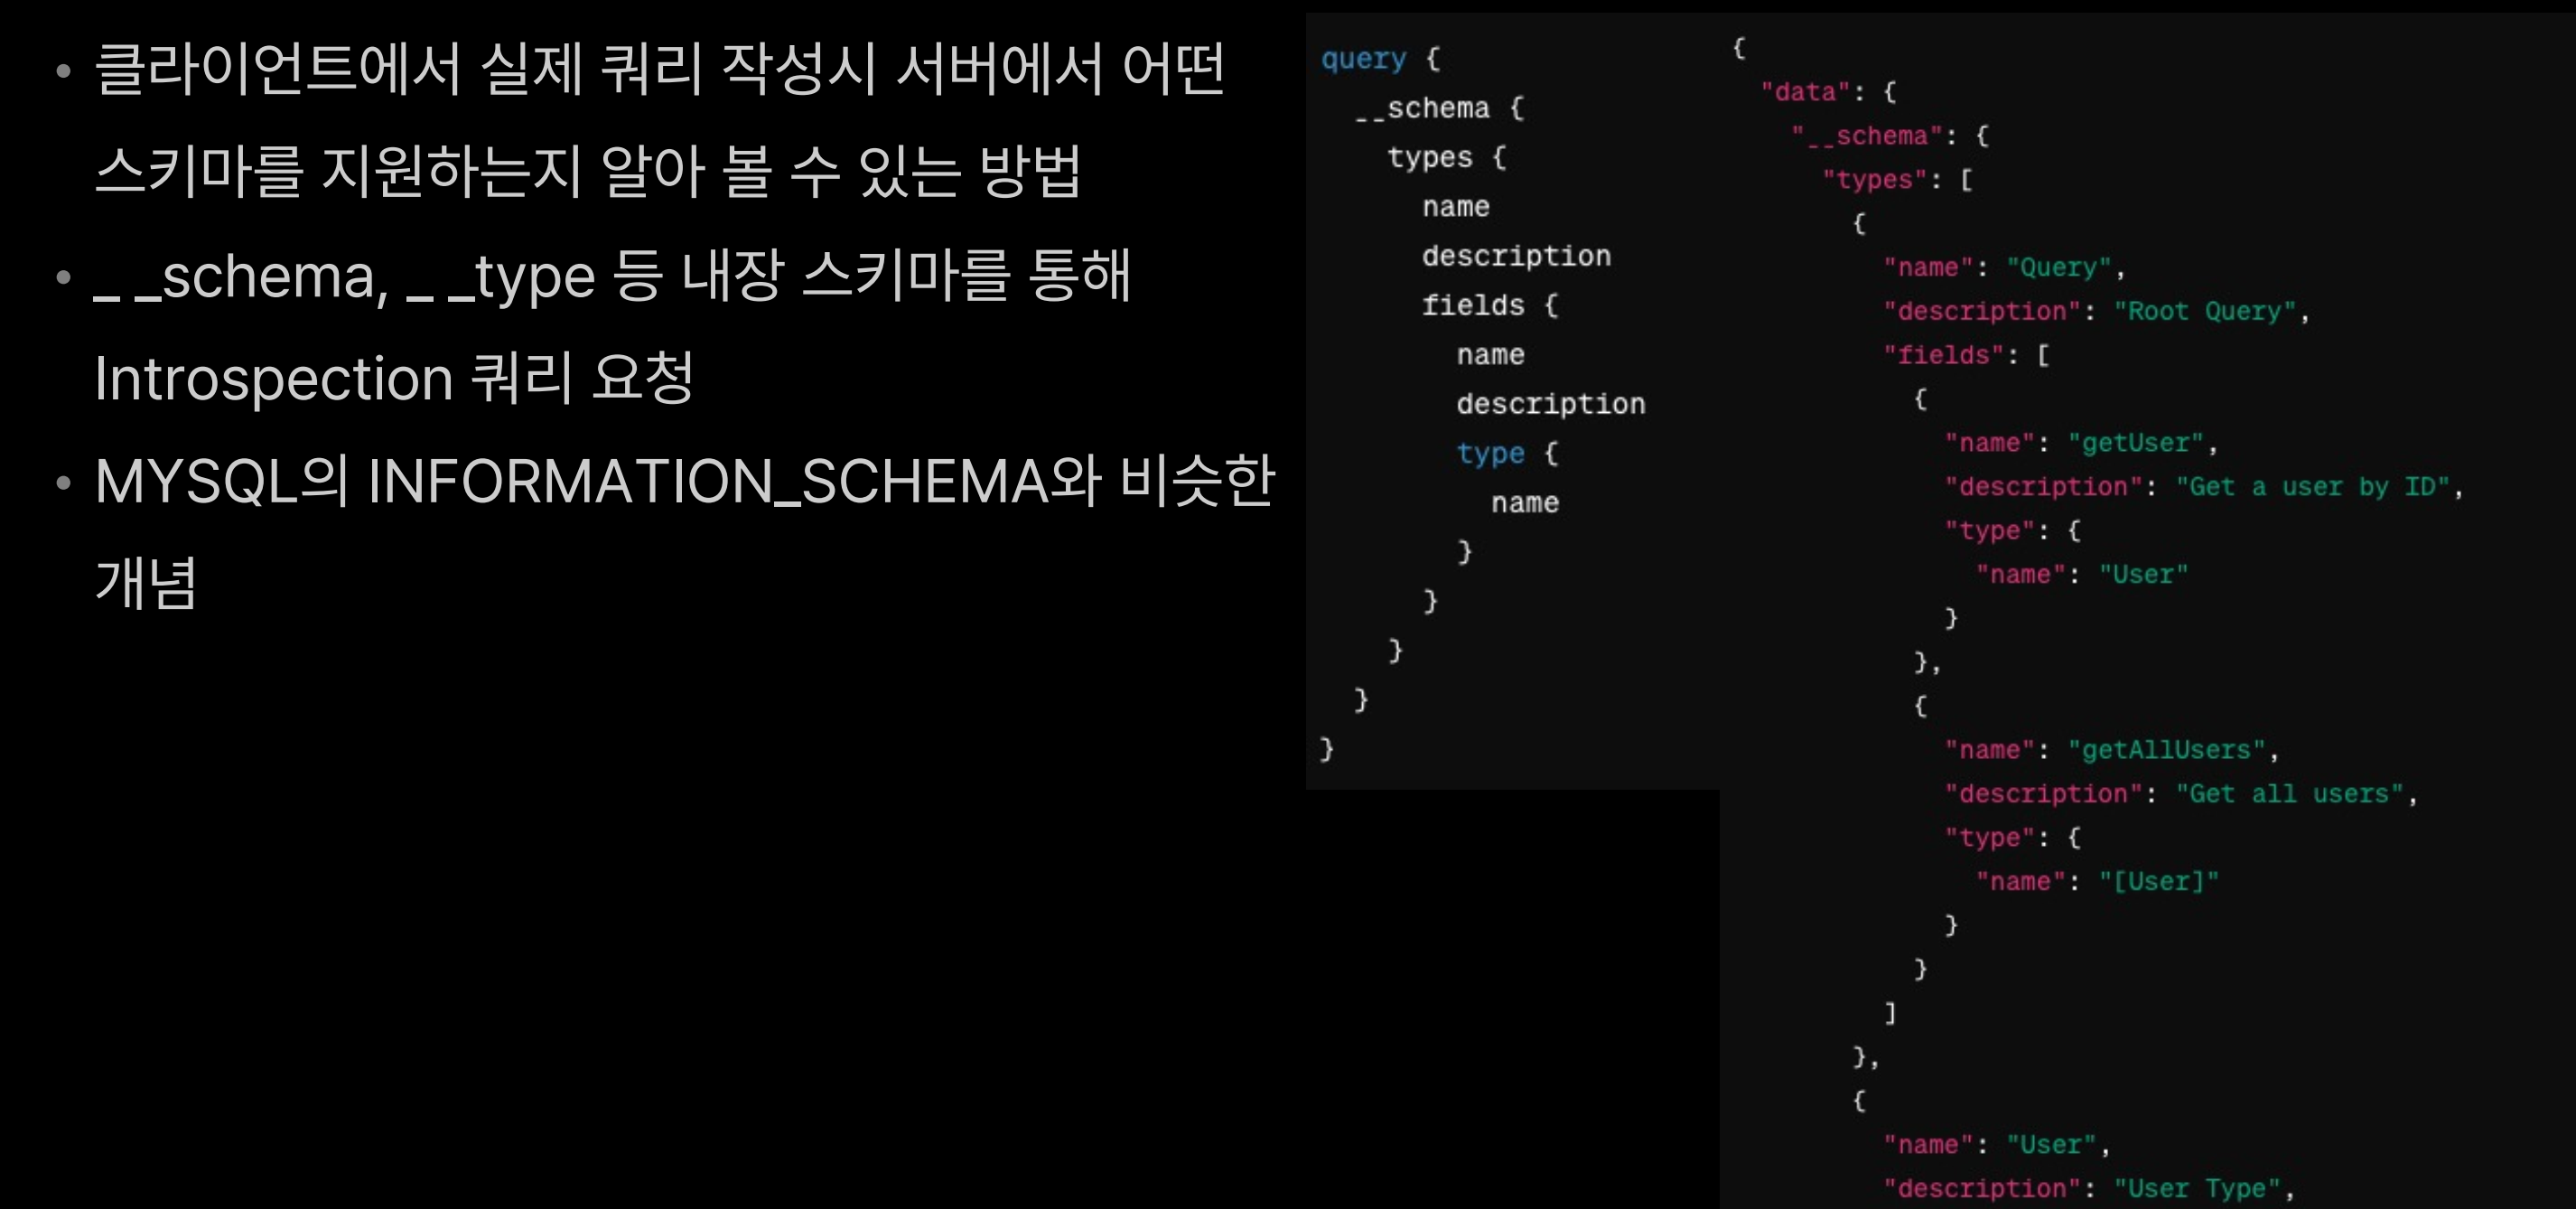 • 클라이언트에서 실제 쿼리 작성시 서버에서 어떤
스키마를 지원하는지 알아 볼 수 있는 방법
• _ _schema, _ _type 등 내장 스키마를 통해
Introspection 쿼리 요청
• MYSQL의 INFORMATION_SCHEMA와 비슷한
개념
query {
  __schema {
    types {
      name
      description
      fields {
        name
        description
        type {
          name
        }
      }
    }
  }
}
{
  "data": {
    "__schema": {
      "types": [
        {
          "name": "Query",
          "description": "Root Query",
          "fields": [
            {
              "name": "getUser",
              "description": "Get a user by ID",
              "type": {
                "name": "User"
              }
            },
            {
              "name": "getAllUsers",
              "description": "Get all users",
              "type": {
                "name": "[User]"
              }
            }
          ]
        },
        {
          "name": "User",
          "description": "User Type",